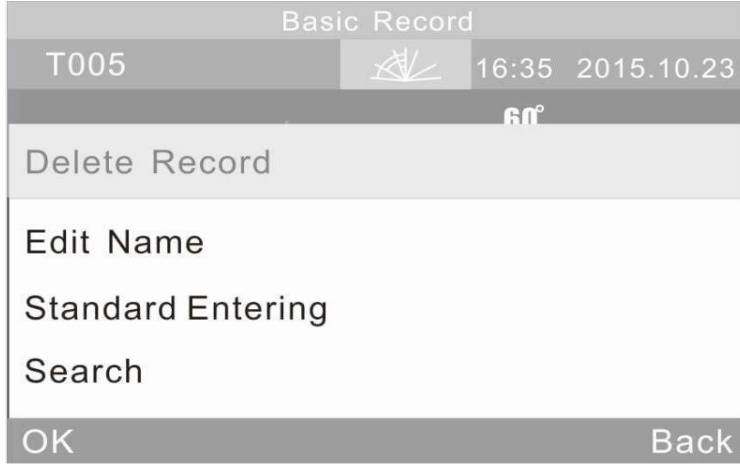 Basic Record
T005 16:35 2015.10.23
60°
Delete Record
Edit Name
Standard Entering
Search
OK Back